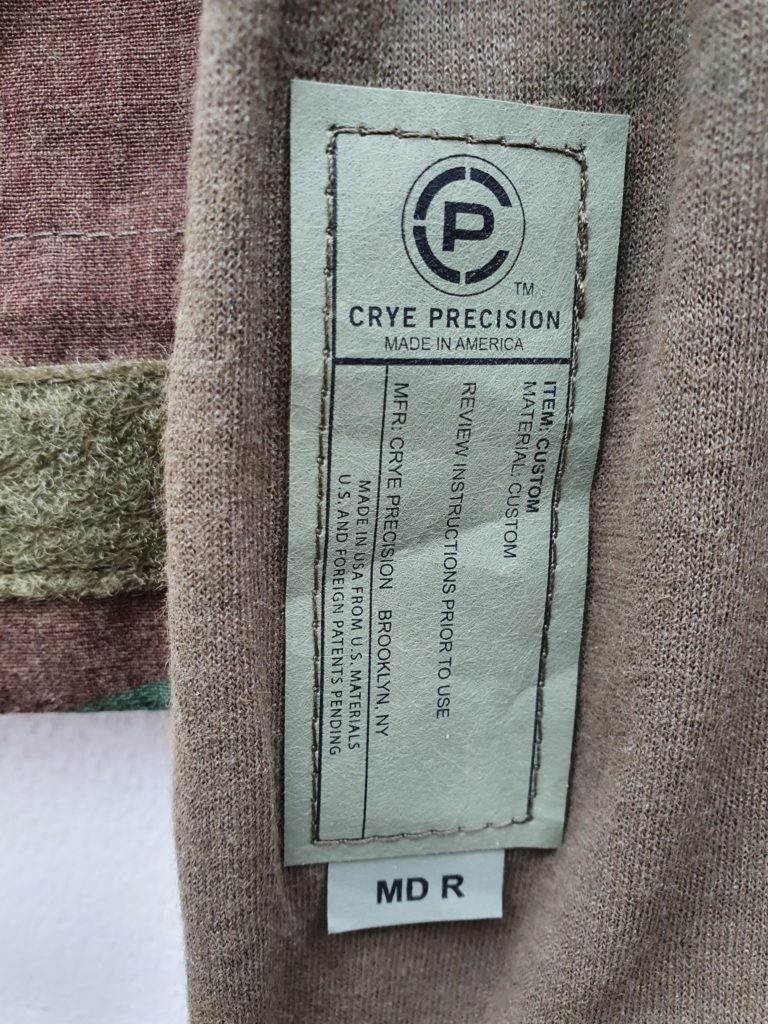 P
TM
CRYE PRECISION
MADE IN AMERICA
ITEM: CUSTOM
MATERIAL: CUSTOM
REVIEW INSTRUCTIONS PRIOR TO USE
MFR: CRYE PRECISION BROOKLYN, NY
MADE IN USA FROM U.S. MATERIALS
U.S. AND FOREIGN PATENTS PENDING
MD R